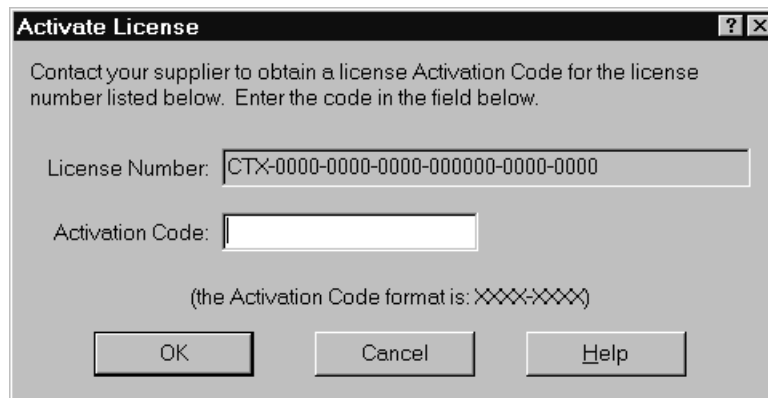 Activate License
Contact your supplier to obtain a license Activation Code for the license
number listed below. Enter the code in the field below.
License Number: CTX-0000-0000-0000-000000-0000-0000
Activation Code:
(the Activation Code format is: XXXX-XXXX)
OK Cancel Help